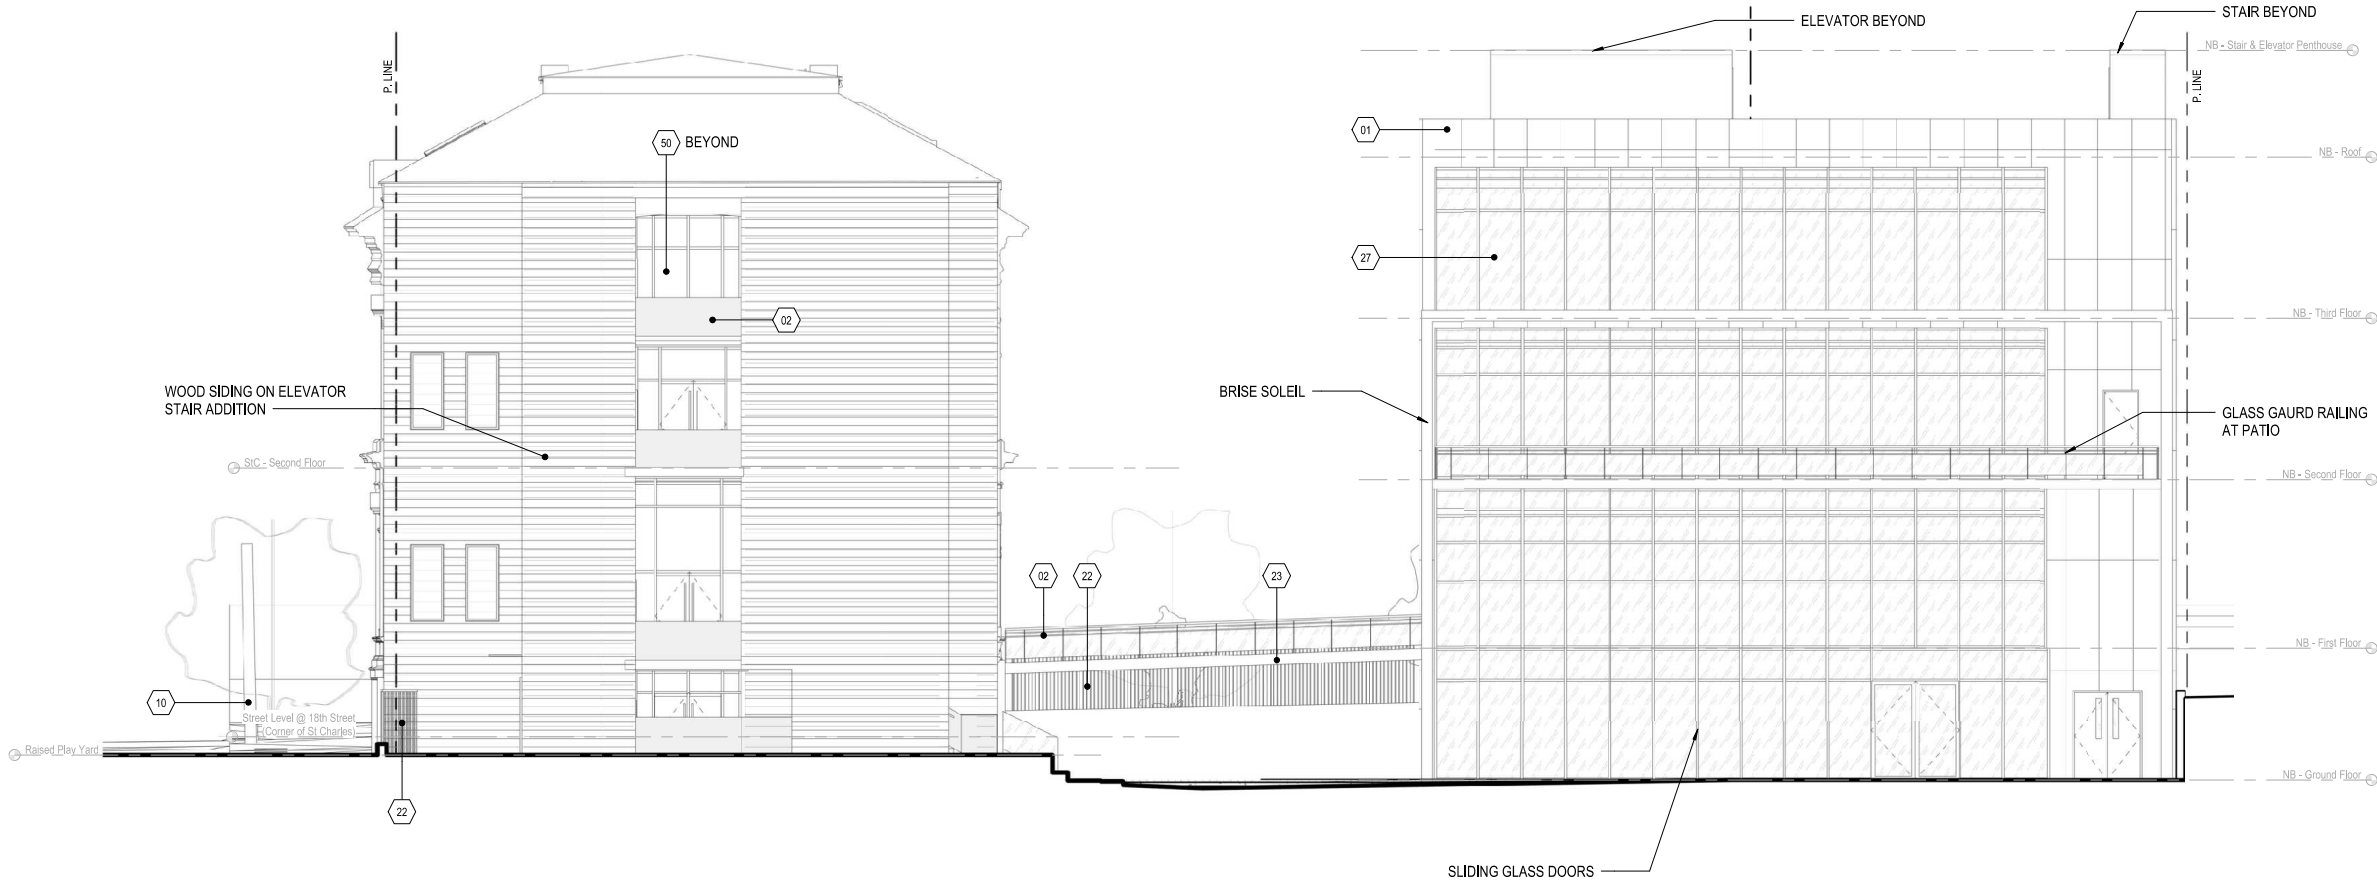 ELEVATOR BEYOND
STAIR BEYOND
NB - Stair & Elevator Penthouse
P. LINE
P. LINE
01
50 BEYOND
NB - Roof
27
02
NB - Third Floor
WOOD SIDING ON ELEVATOR
STAIR ADDITION
BRISE SOLEIL
GLASS GAURD RAILING
AT PATIO
StC - Second Floor
NB - Second Floor
02
22
23
NB - First Floor
10
Street Level @ 18th Street
(Corner of St Charles)
Raised Play Yard
NB - Ground Floor
22
SLIDING GLASS DOORS